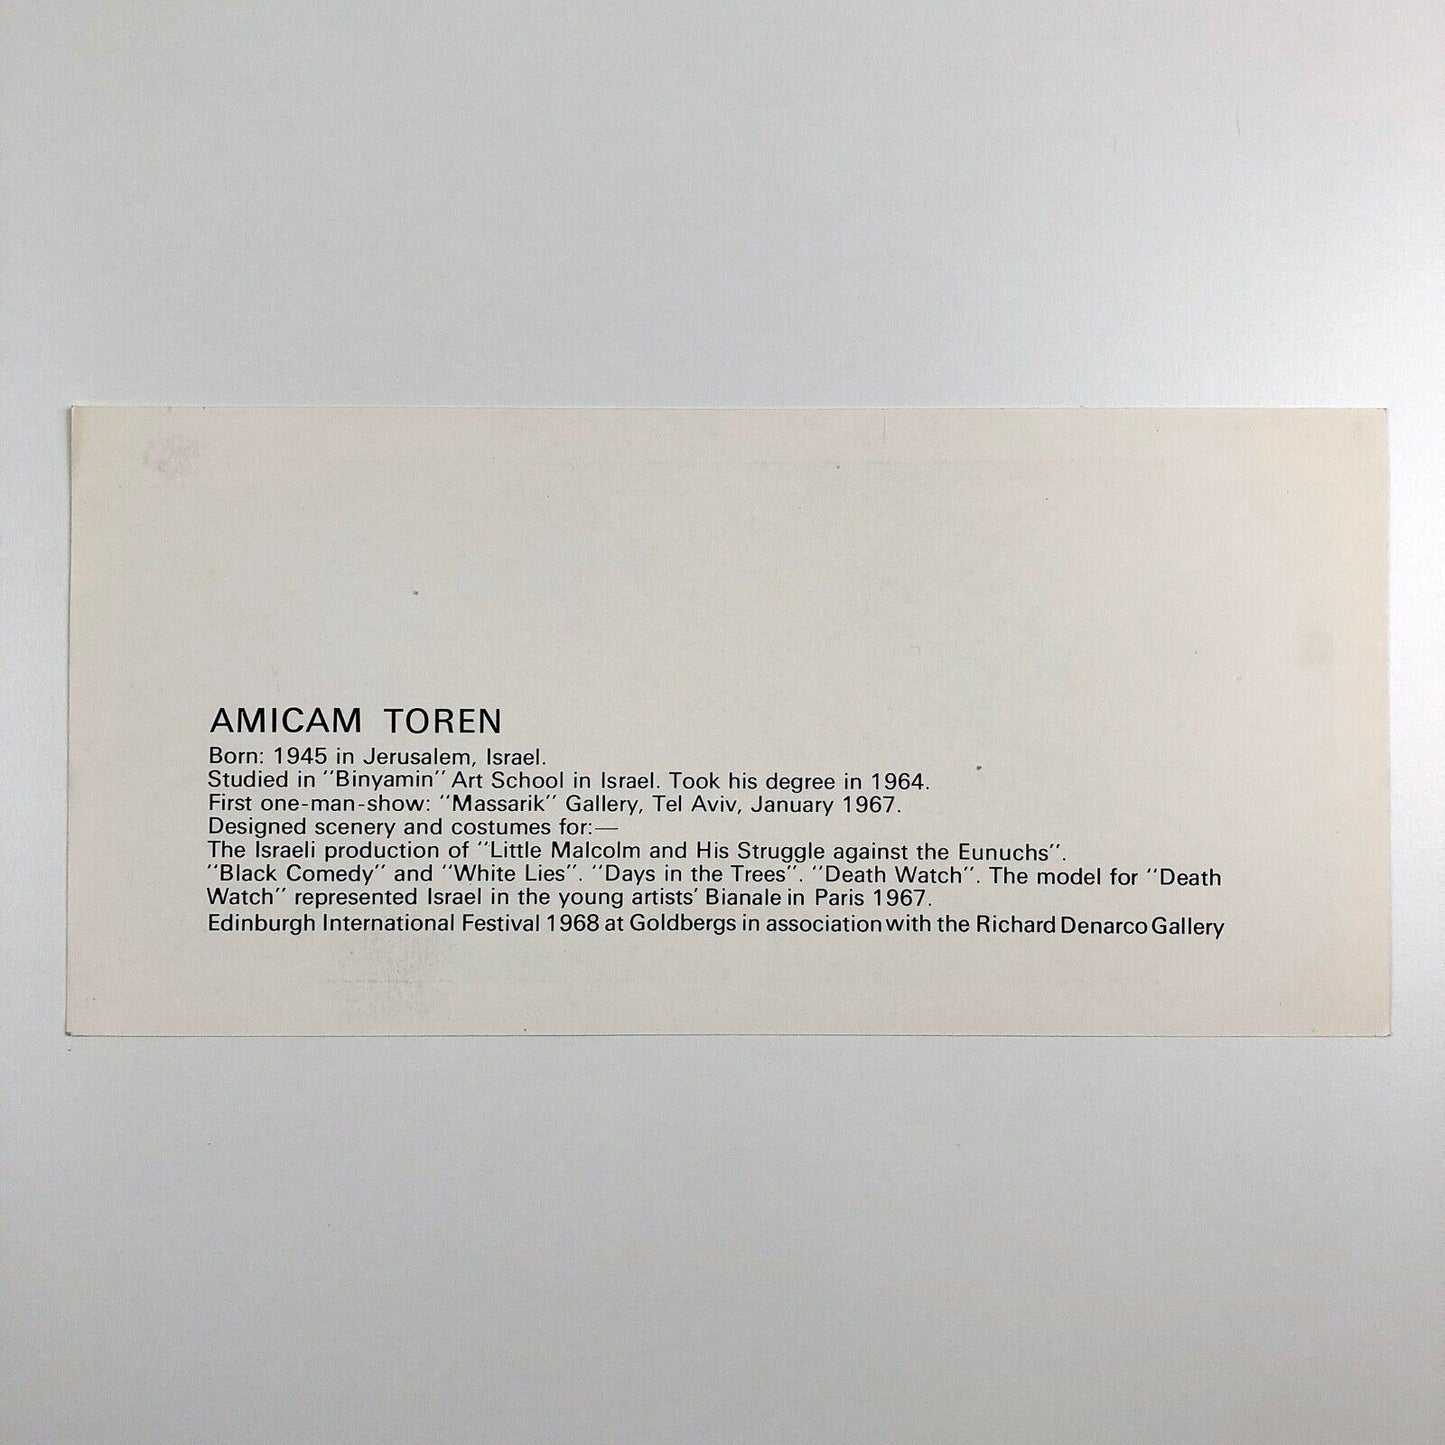 AMICAM TOREN
Born: 1945 in Jerusalem, Israel.
Studied in "Binyamin" Art School in Israel. Took his degree in 1964.
First one-man-show: "Massarik" Gallery, Tel Aviv, January 1967.
Designed scenery and costumes for:—
The Israeli production of "Little Malcolm and His Struggle against the Eunuchs".
"Black Comedy" and "White Lies". "Days in the Trees". "Death Watch". The model for "Death
Watch" represented Israel in the young artists' Bianale in Paris 1967.
Edinburgh International Festival 1968 at Goldbergs in association with the Richard Denarco Gallery